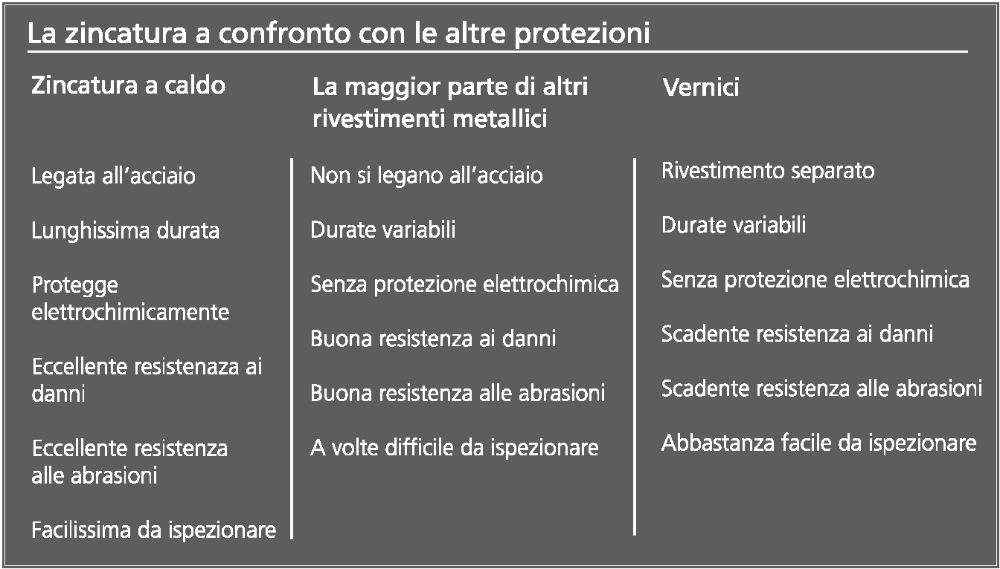 La zincatura a confronto con le altre protezioni
Zincatura a caldo
Legata all’acciaio
Lunghissima durata
Protegge
elettrochimicamente
Eccellente resistenaza ai
danni
Eccellente resistenza
alle abrasioni
Facilissima da ispezionare
La maggior parte di altri
rivestimenti metallici
Non si legano all’acciaio
Durate variabili
Senza protezione elettrochimica
Buona resistenza ai danni
Buona resistenza alle abrasioni
A volte difficile da ispezionare
Vernici
Rivestimento separato
Durate variabili
Senza protezione elettrochimica
Scadente resistenza ai danni
Scadente resistenza alle abrasioni
Abbastanza facile da ispezionare